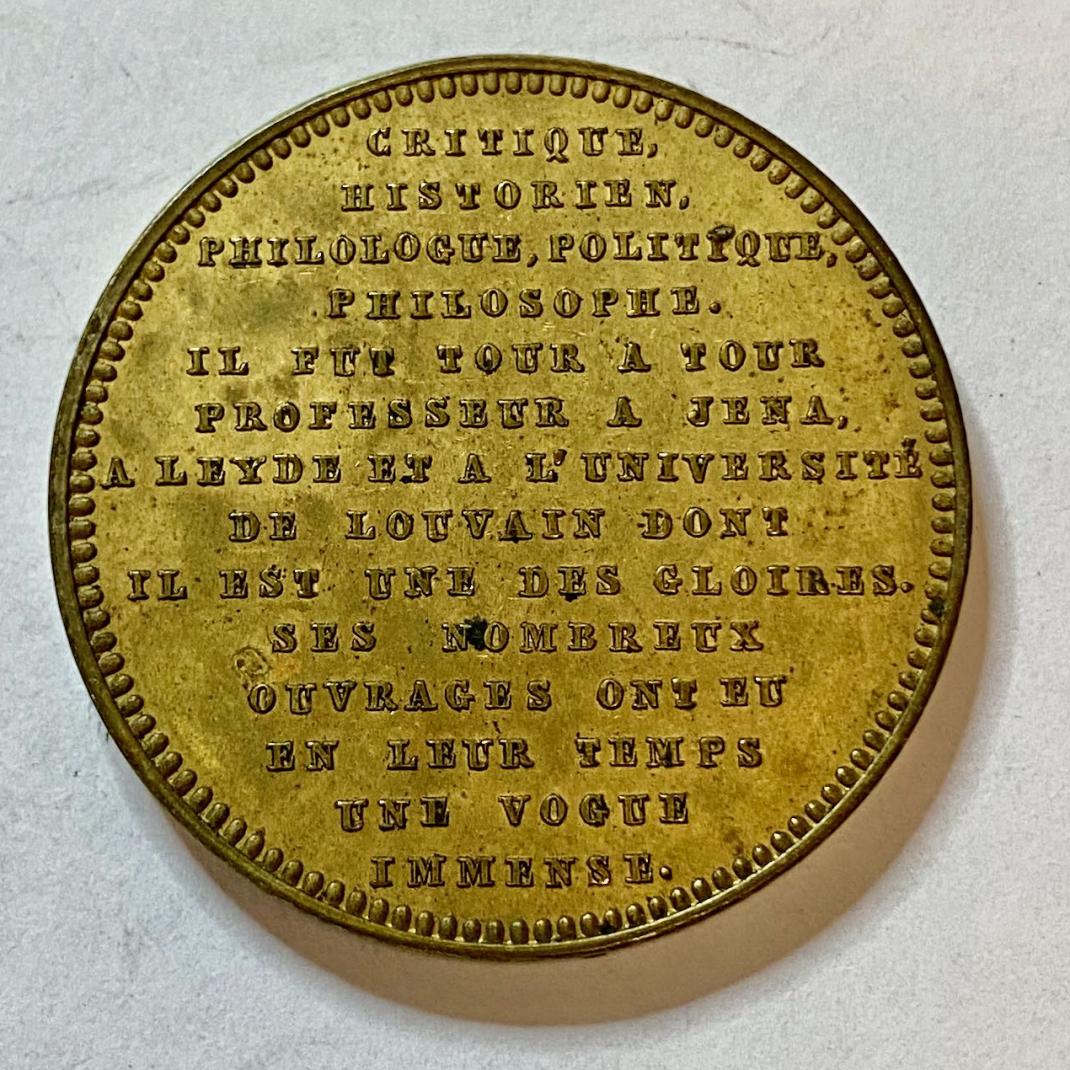 CRITIQUE,
HISTORIEN,
PHILOLOGUE, POLITIQUE,
PHILOSOPHE.
IL FUT TOUR A TOUR
PROFESSEUR A JENA,
A LEYDE ET A L'UNIVERSITÉ
DE LOUVAIN DONT
IL EST UNE DES GLOIRES.
SES NOMBREUX
OUVRAGES ONT EU
EN LEUR TEMPS
UNE VOGUE
IMMENSE.